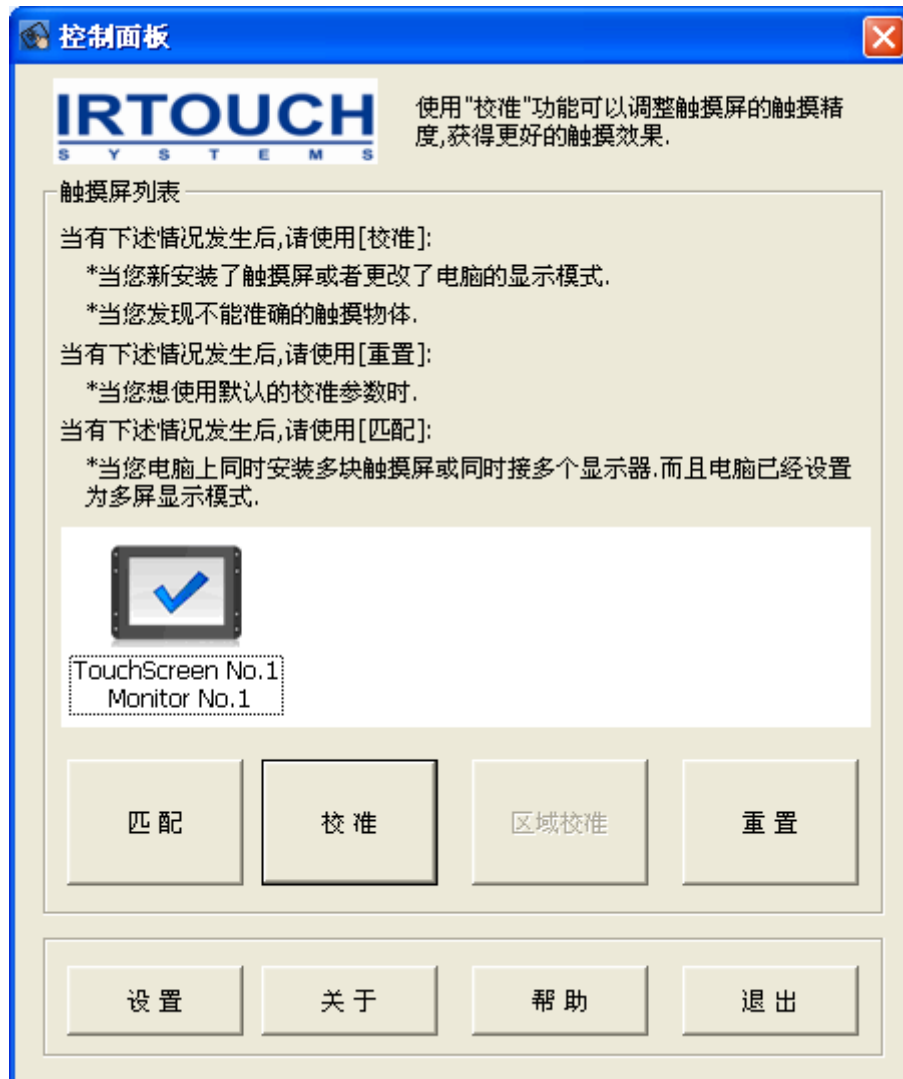 控制面板
IRTOUCH
SYSTEMS
使用"校准"功能可以调整触摸屏的触摸精
度,获得更好的触摸效果.
触摸屏列表
当有下述情况发生后,请使用[校准]:
*当您新安装了触摸屏或者更改了电脑的显示模式.
*当您发现不能准确的触摸物体.
当有下述情况发生后,请使用[重置]:
*当您想使用默认的校准参数时.
当有下述情况发生后,请使用[匹配]:
*当您电脑上同时安装多块触摸屏或同时接多个显示器.而且电脑已经设置
为多屏显示模式.
TouchScreen No.1
Monitor No.1
匹配 校准 区域校准 重置
设置 关于 帮助 退出